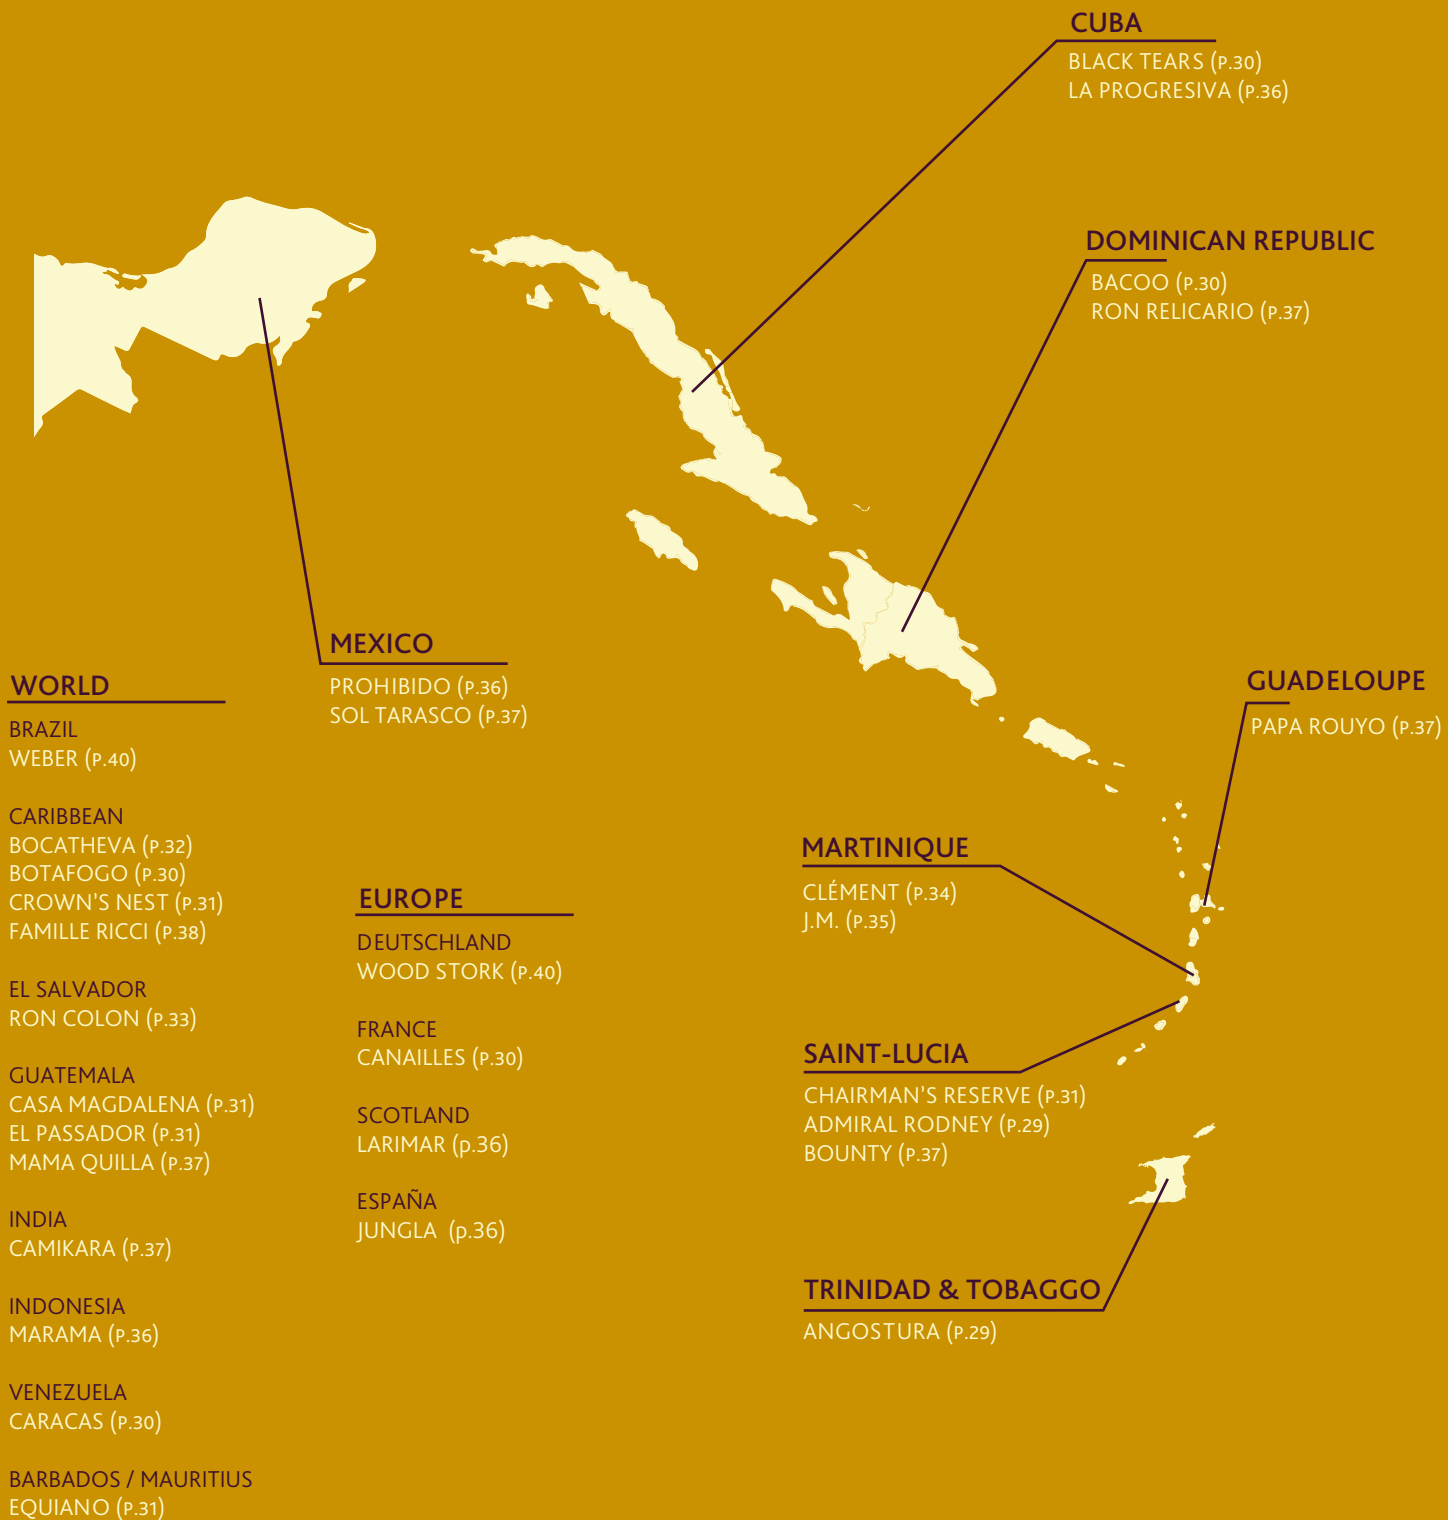 CUBA
BLACK TEARS (P.30)
LA PROGRESIVA (P.36)
DOMINICAN REPUBLIC
BACOO (P.30)
RON RELICARIO (P.37)
MEXICO
PROHIBIDO (P.36)
SOL TARASCO (P.37)
GUADELOUPE
PAPA ROUYO (P.37)
WORLD
BRAZIL
WEBER (P.40)
CARIBBEAN
BOCATHEVA (P.32)
BOTAFOGO (P.30)
CROWN'S NEST (P.31)
FAMILLE RICCI (P.38)
EL SALVADOR
RON COLON (P.33)
GUATEMALA
CASA MAGDALENA (P.31)
EL PASSADOR (P.31)
MAMA QUILLA (P.37)
INDIA
CAMIKARA (P.37)
INDONESIA
MARAMA (P.36)
VENEZUELA
CARACAS (P.30)
BARBADOS / MAURITIUS
EQUIANO (P.31)
EUROPE
DEUTSCHLAND
WOOD STORK (P.40)
FRANCE
CANAILLES (P.30)
SCOTLAND
LARIMAR (p.36)
ESPAÑA
JUNGLA (p.36)
MARTINIQUE
CLÉMENT (P.34)
J.M. (P.35)
SAINT-LUCIA
CHAIRMAN'S RESERVE (P.31)
ADMIRAL RODNEY (P.29)
BOUNTY (P.37)
TRINIDAD & TOBAGGO
ANGOSTURA (P.29)